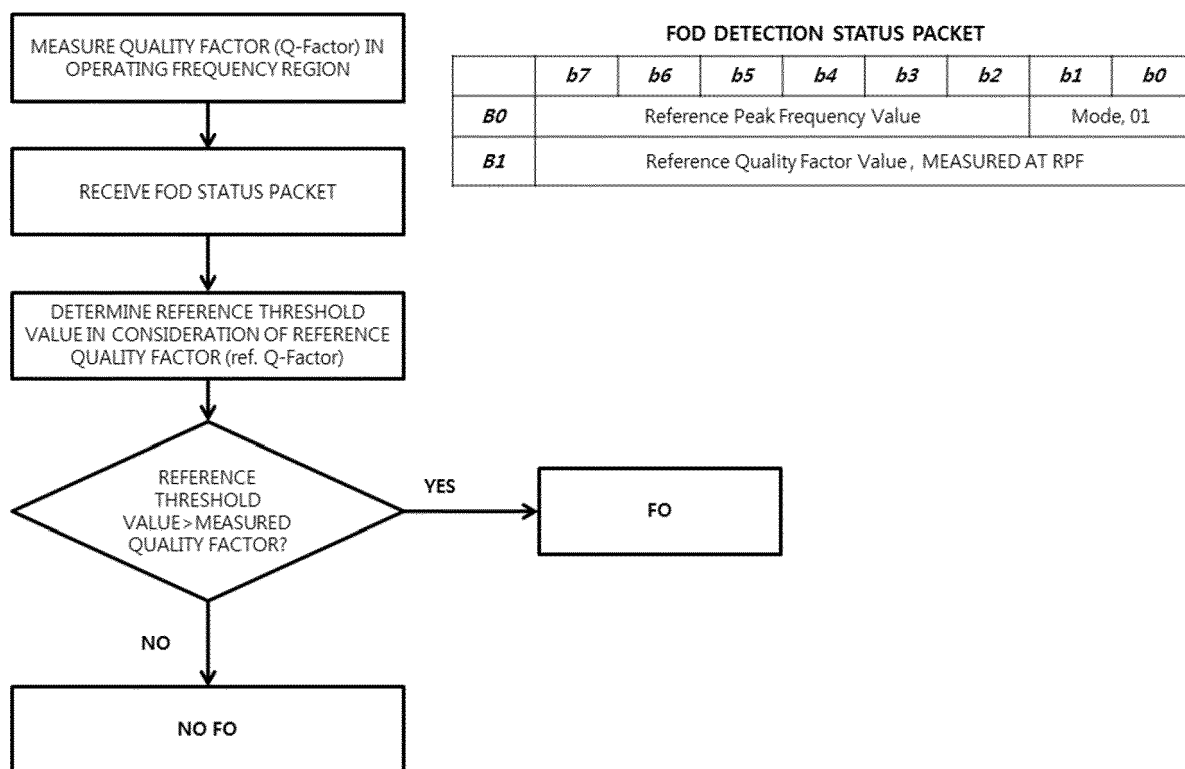 MEASURE QUALITY FACTOR (Q-Factor) IN
OPERATING FREQUENCY REGION
RECEIVE FOD STATUS PACKET
DETERMINE REFERENCE THRESHOLD
VALUE IN CONSIDERATION OF REFERENCE
QUALITY FACTOR (ref. Q-Factor)
REFERENCE
THRESHOLD
VALUE>MEASURED
QUALITY FACTOR?
YES
FO
NO
NO FO
FOD DETECTION STATUS PACKET
b7 b6 b5 b4 b3 b2 b1 b0
B0 Reference Peak Frequency Value Mode, 01
B1 Reference Quality Factor Value, MEASURED AT RPF